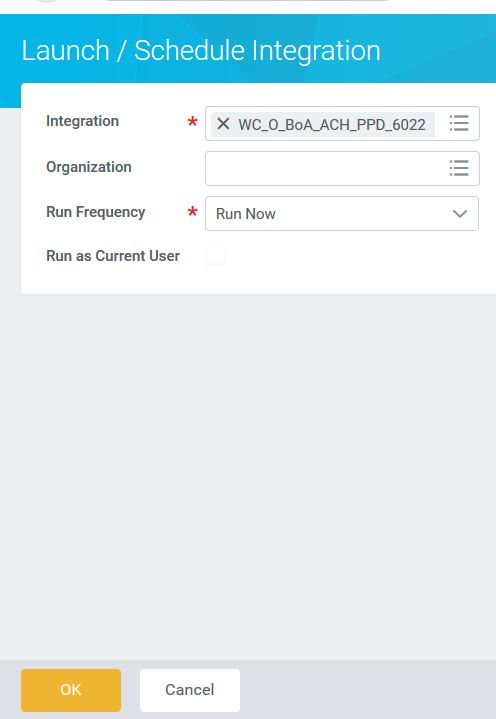 Launch / Schedule Integration
Integration * × WC_O_BoA_ACH_PPD_6022
Organization
Run Frequency * Run Now
Run as Current User
OK Cancel